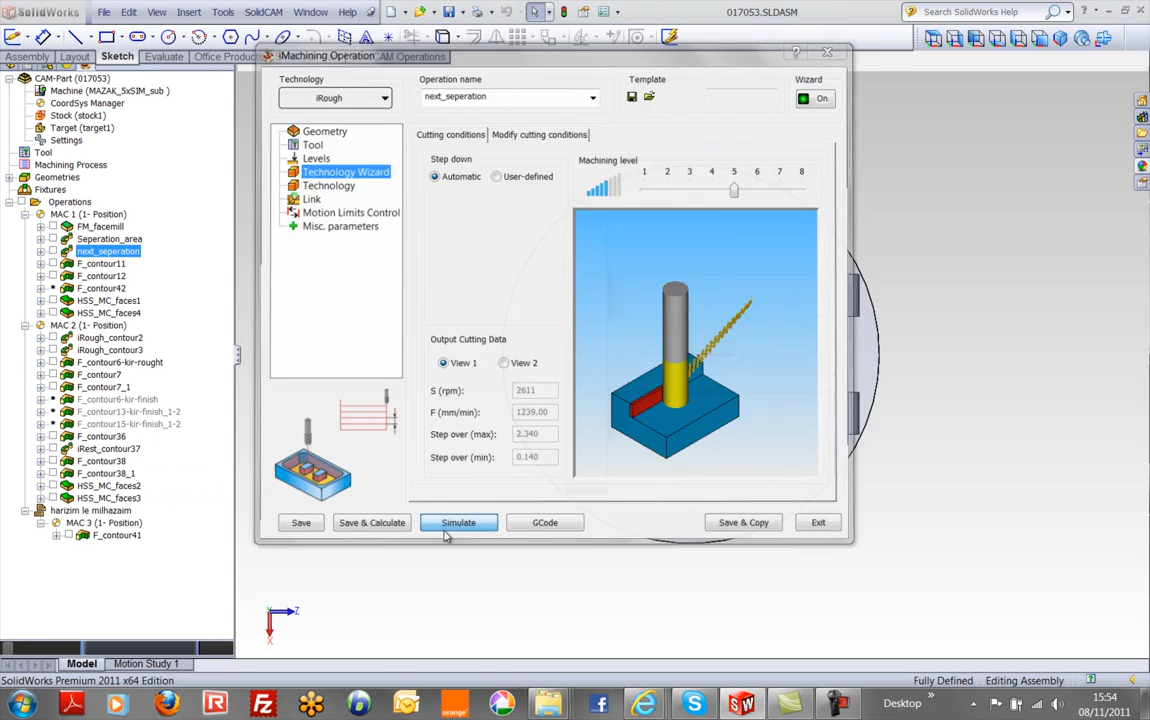 SolidWorks
File Edit View Insert Tools SolidCAM Window Help
017053.SLDASM
Search SolidWorks Help
Assembly Layout Sketch Evaluate Office Produ CAM Operations
CAM-Part (017053)
Machine (MAZAK_5xSIM_sub )
CoordSys Manager
Stock (stock1)
Target (target1)
Settings
Tool
Machining Process
Geometries
Fixtures
Operations
MAC 1 (1- Position)
FM_facemill
Seperation_area
next_seperation
F_contour11
F_contour12
F_contour42
HSS_MC_faces1
HSS_MC_faces4
MAC 2 (1- Position)
iRough_contour2
iRough_contour3
F_contour6-kir-rought
F_contour7
F_contour7_1
F_contour6-kir-finish
F_contour13-kir-finish_1-2
F_contour15-kir-finish_1-2
F_contour36
iRest_contour37
F_contour38
F_contour38_1
HSS_MC_faces2
HSS_MC_faces3
harizim le milhazaim
MAC 3 (1- Position)
F_contour41
iMachining Operation
Technology
iRough
Operation name
next_seperation
Template
Wizard
On
Geometry
Tool
Levels
Technology Wizard
Technology
Link
Motion Limits Control
Misc. parameters
Cutting conditions Modify cutting conditions
Step down
Automatic User-defined
Machining level
1 2 3 4 5 6 7 8
Output Cutting Data
View 1 View 2
S (rpm): 2611
F (mm/min): 1239.00
Step over (max): 2.340
Step over (min): 0.140
Save Save & Calculate Simulate GCode Save & Copy Exit
Z
X
Model Motion Study 1
SolidWorks Premium 2011 x64 Edition
Fully Defined Editing Assembly
Desktop
15:54
08/11/2011